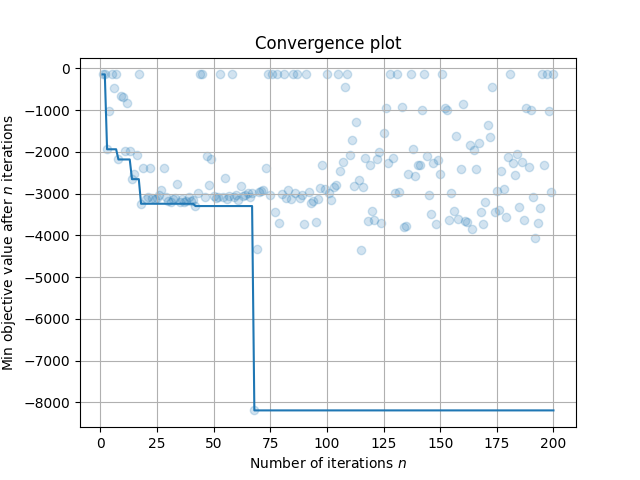 Convergence plot
Min objective value after n iterations
0
−1000
−2000
−3000
−4000
−5000
−6000
−7000
−8000
0 25 50 75 100 125 150 175 200
Number of iterations n